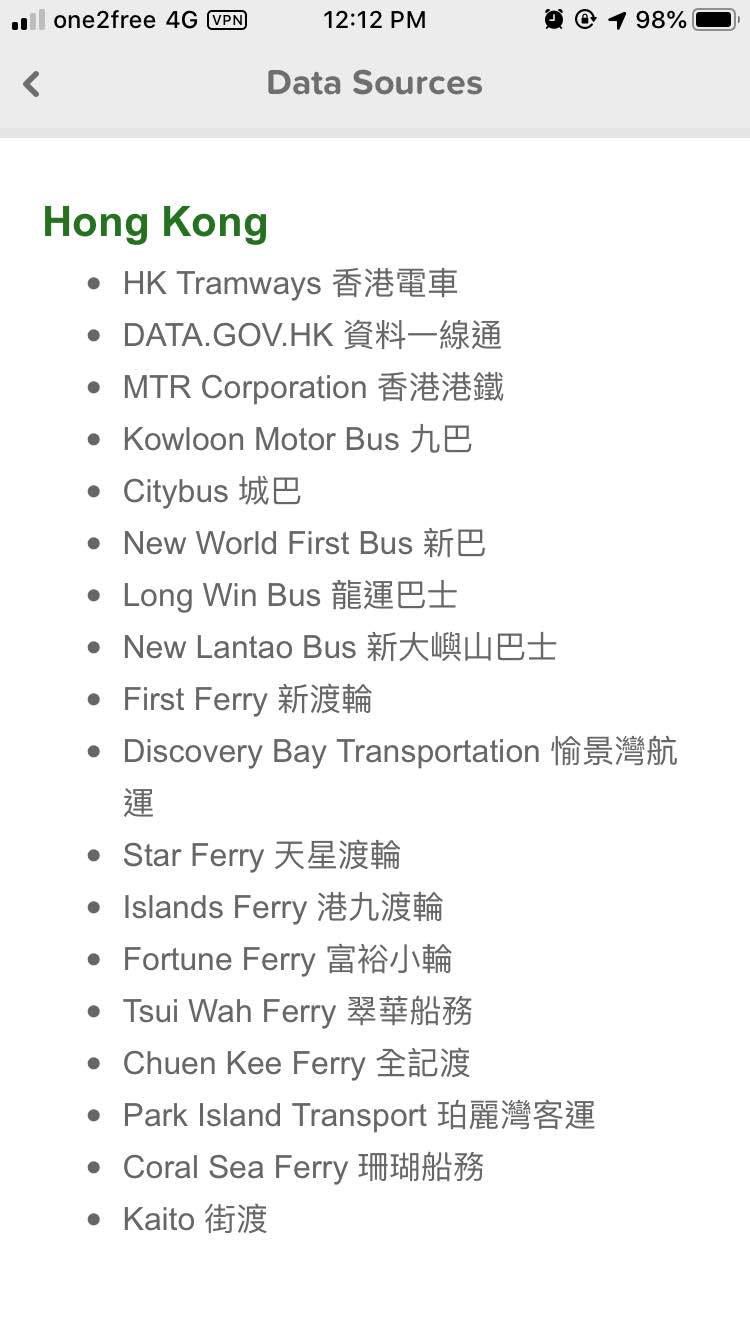 one2free 4G VPN 12:12 PM 98%
Data Sources
Hong Kong
HK Tramways 香港電車
DATA.GOV.HK 資料一線通
MTR Corporation 香港港鐵
Kowloon Motor Bus 九巴
Citybus 城巴
New World First Bus 新巴
Long Win Bus 龍運巴士
New Lantao Bus 新大嶼山巴士
First Ferry 新渡輪
Discovery Bay Transportation 愉景灣航
運
Star Ferry 天星渡輪
Islands Ferry 港九渡輪
Fortune Ferry 富裕小輪
Tsui Wah Ferry 翠華船務
Chuen Kee Ferry 全記渡
Park Island Transport 珀麗灣客運
Coral Sea Ferry 珊瑚船務
Kaito 街渡